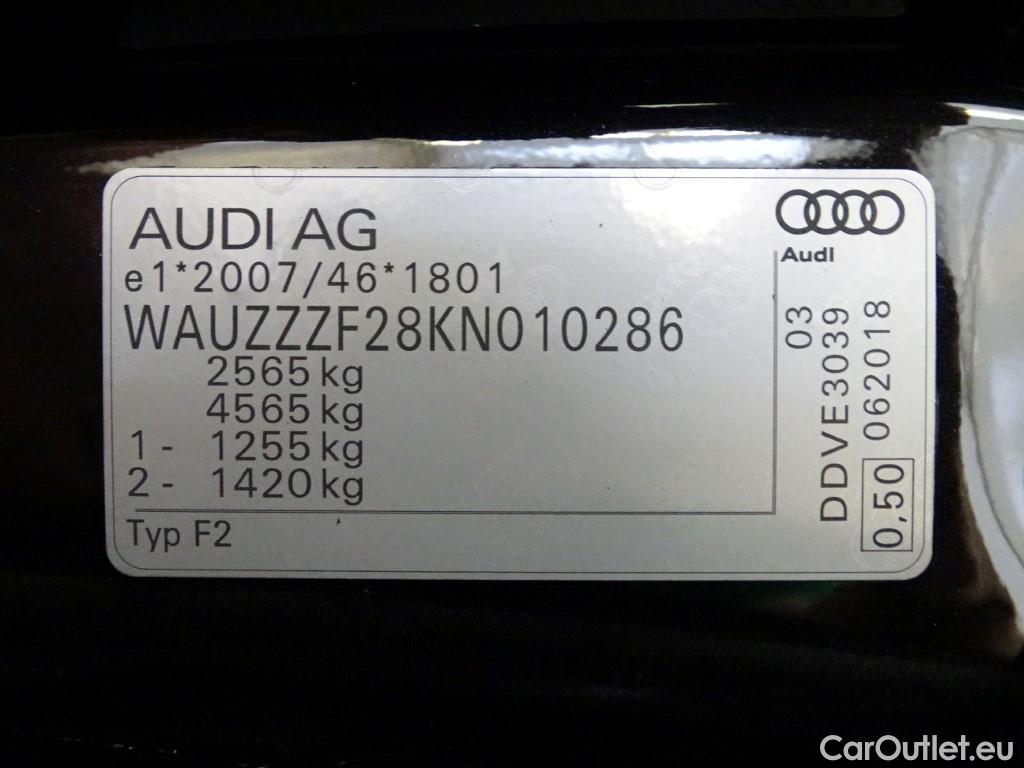 AUDI AG
e1*2007/46*1801
WAUZZZF28KN010286
2565 kg
4565 kg
1 - 1255 kg
2 - 1420 kg
Typ F2
Audi
03
DDVE3039
0,50 062018
CarOutlet.eu